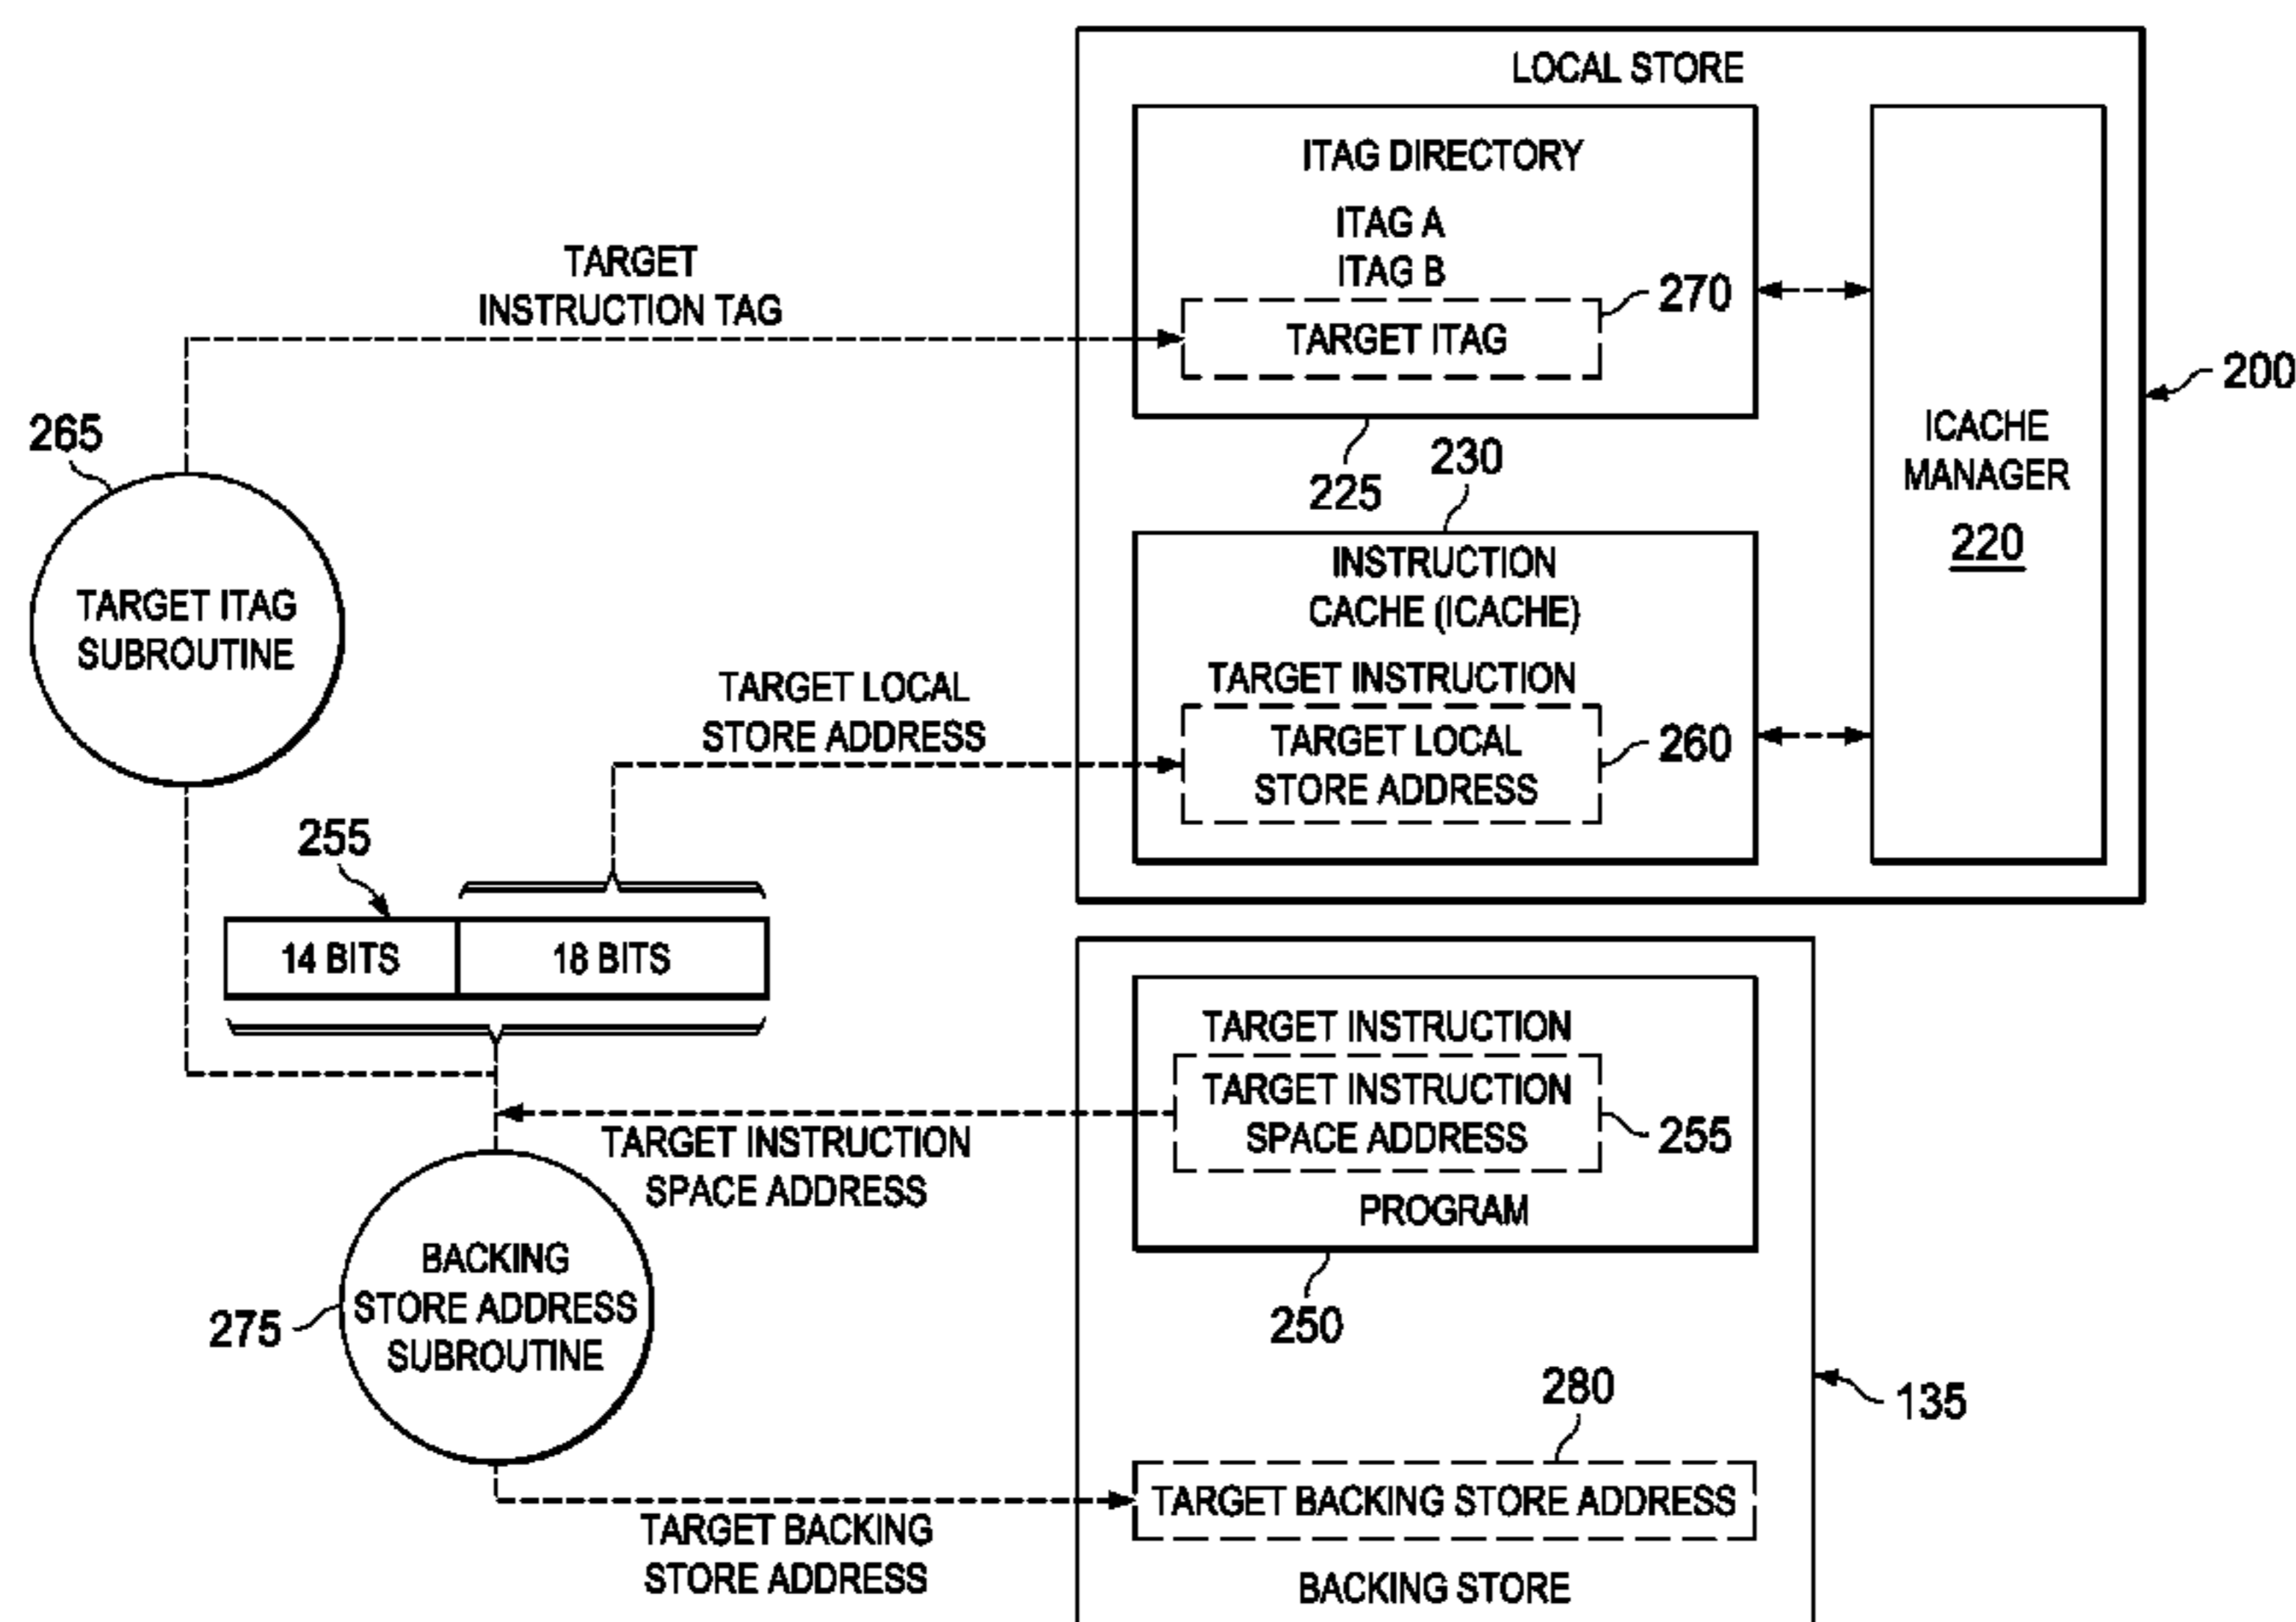 LOCAL STORE
ITAG DIRECTORY
ITAG A
ITAG B
TARGET ITAG
270
225
ICACHE
MANAGER
220
200
TARGET
INSTRUCTION TAG
265
TARGET ITAG
SUBROUTINE
230
INSTRUCTION
CACHE (ICACHE)
TARGET INSTRUCTION
TARGET LOCAL
STORE ADDRESS
260
TARGET LOCAL
STORE ADDRESS
255
14 BITS
18 BITS
TARGET INSTRUCTION
TARGET INSTRUCTION
SPACE ADDRESS
255
PROGRAM
250
TARGET INSTRUCTION
SPACE ADDRESS
BACKING
STORE ADDRESS
SUBROUTINE
275
280
TARGET BACKING STORE ADDRESS
135
TARGET BACKING
STORE ADDRESS
BACKING STORE